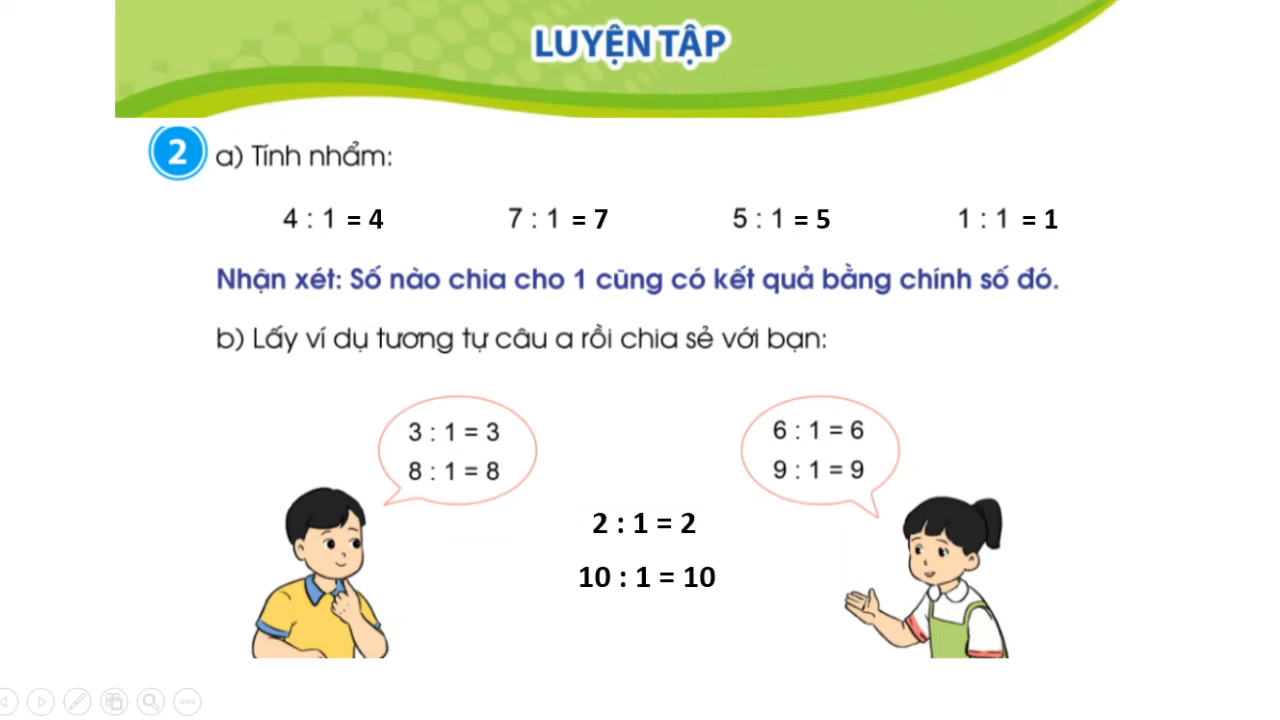 LUYỆN TẬP
2 a) Tính nhẩm:
4 : 1 = 4 7 : 1 = 7 5 : 1 = 5 1 : 1 = 1
Nhận xét: Số nào chia cho 1 cũng có kết quả bằng chính số đó.
b) Lấy ví dụ tương tự câu a rồi chia sẻ với bạn:
3 : 1 = 3
8 : 1 = 8
6 : 1 = 6
9 : 1 = 9
2 : 1 = 2
10 : 1 = 10